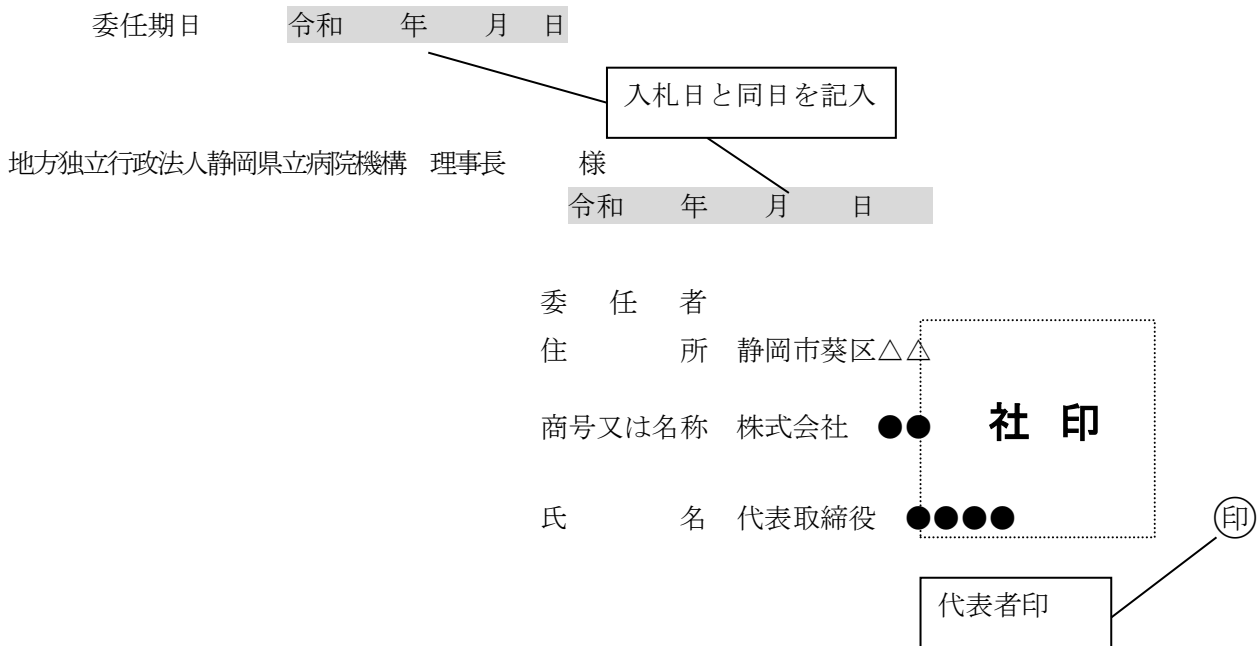 委任期日　　　令和　　年　　月　日
入札日と同日を記入
地方独立行政法人静岡県立病院機構　理事長　　　様
令和　　年　　月　　日
委　任　者
住　　　　所　静岡市葵区△△
商号又は名称　株式会社　●●
社 印
氏　　　　名　代表取締役　●●●●　　　　㊞
代表者印